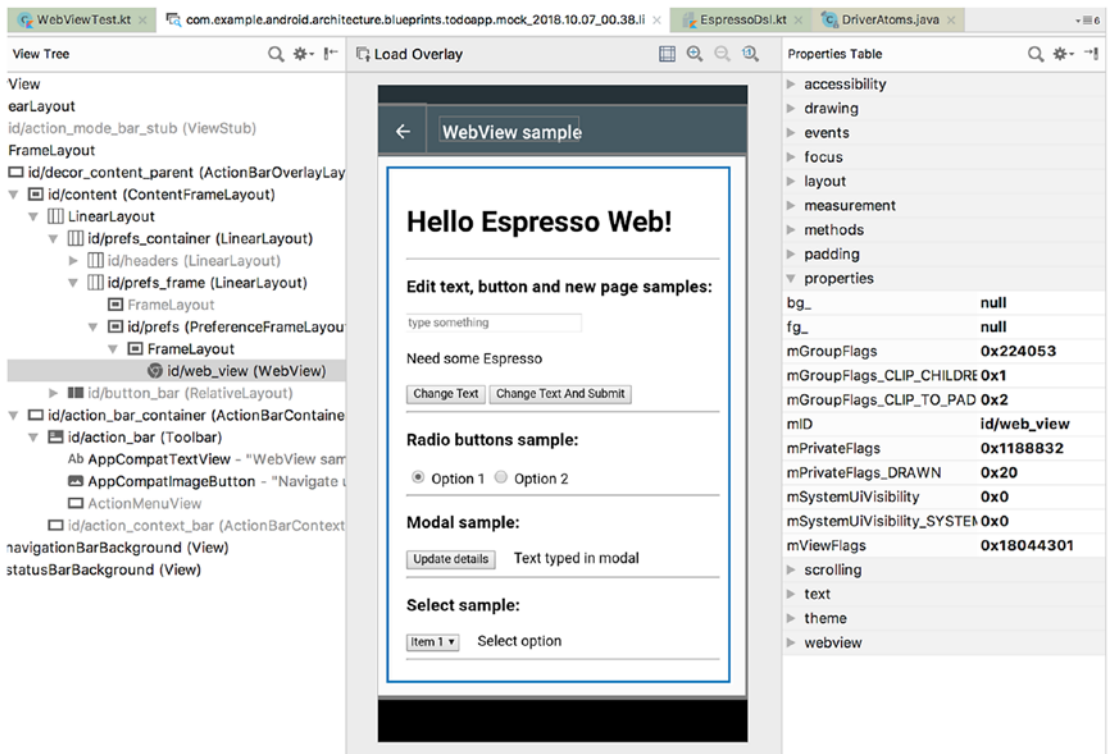 WebViewTest.kt
com.example.android.architecture.blueprints.todoapp.mock_2018.10.07_00.38.li
EspressoDsl.kt
DriverAtoms.java
6
View Tree
View
earLayout
id/action_mode_bar_stub (ViewStub)
FrameLayout
id/decor_content_parent (ActionBarOverlayLay
id/content (ContentFrameLayout)
LinearLayout
id/prefs_container (LinearLayout)
id/headers (LinearLayout)
id/prefs_frame (LinearLayout)
FrameLayout
id/prefs (PreferenceFrameLayou
FrameLayout
id/web_view (WebView)
id/button_bar (RelativeLayout)
id/action_bar_container (ActionBarContaine
id/action_bar (Toolbar)
Ab AppCompatTextView - "WebView sam
AppCompatImageButton - "Navigate u
ActionMenuView
id/action_context_bar (ActionBarContext
navigationBarBackground (View)
statusBarBackground (View)
Load Overlay
WebView sample
Hello Espresso Web!
Edit text, button and new page samples:
type something
Need some Espresso
Change Text Change Text And Submit
Radio buttons sample:
Option 1 Option 2
Modal sample:
Update details Text typed in modal
Select sample:
Item 1 Select option
Properties Table
accessibility
drawing
events
focus
layout
measurement
methods
padding
properties
bg_ null
fg_ null
mGroupFlags 0x224053
mGroupFlags_CLIP_CHILDRE 0x1
mGroupFlags_CLIP_TO_PAD 0x2
mID id/web_view
mPrivateFlags 0x1188832
mPrivateFlags_DRAWN 0x20
mSystemUiVisibility 0x0
mSystemUiVisibility_SYSTEM 0x0
mViewFlags 0x18044301
scrolling
text
theme
webview